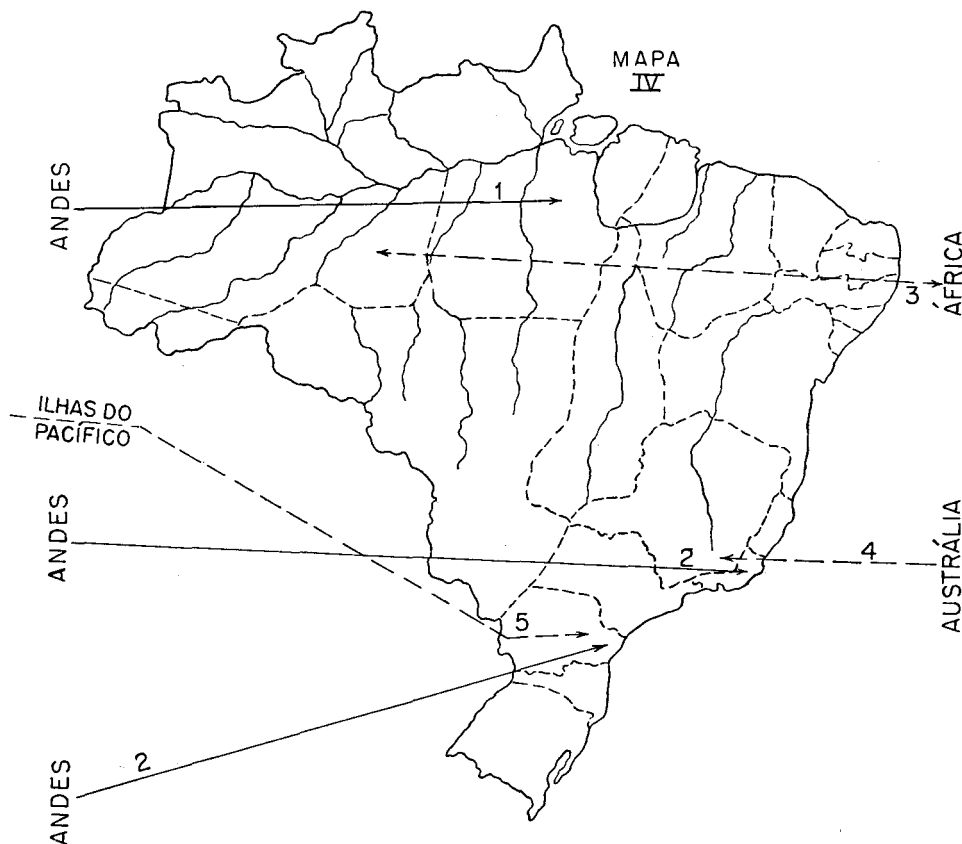 MAPA
IV
ANDES
1
ÁFRICA
3
ILHAS DO
PACÍFICO
ANDES
2
4
AUSTRÁLIA
5
ANDES
2